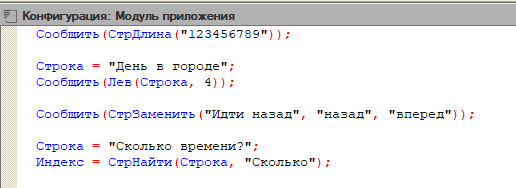 Конфигурация: Модуль приложения
Сообщить(СтрДлина("123456789"));
Строка = "День в городе";
Сообщить(Лев(Строка, 4));
Сообщить(СтрЗаменить("Идти назад", "назад", "вперед"));
Строка = "Сколько времени?";
Индекс = СтрНайти(Строка, "Сколько");